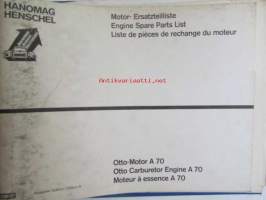 HANOMAG
HENSCHEL
Motor-Ersatzteilliste
Engine Spare Parts List
Liste de pièces de rechange du moteur
Antikvariaatti.net
Otto-Motor A 70
Otto Carburetor Engine A 70
Moteur à essence A 70